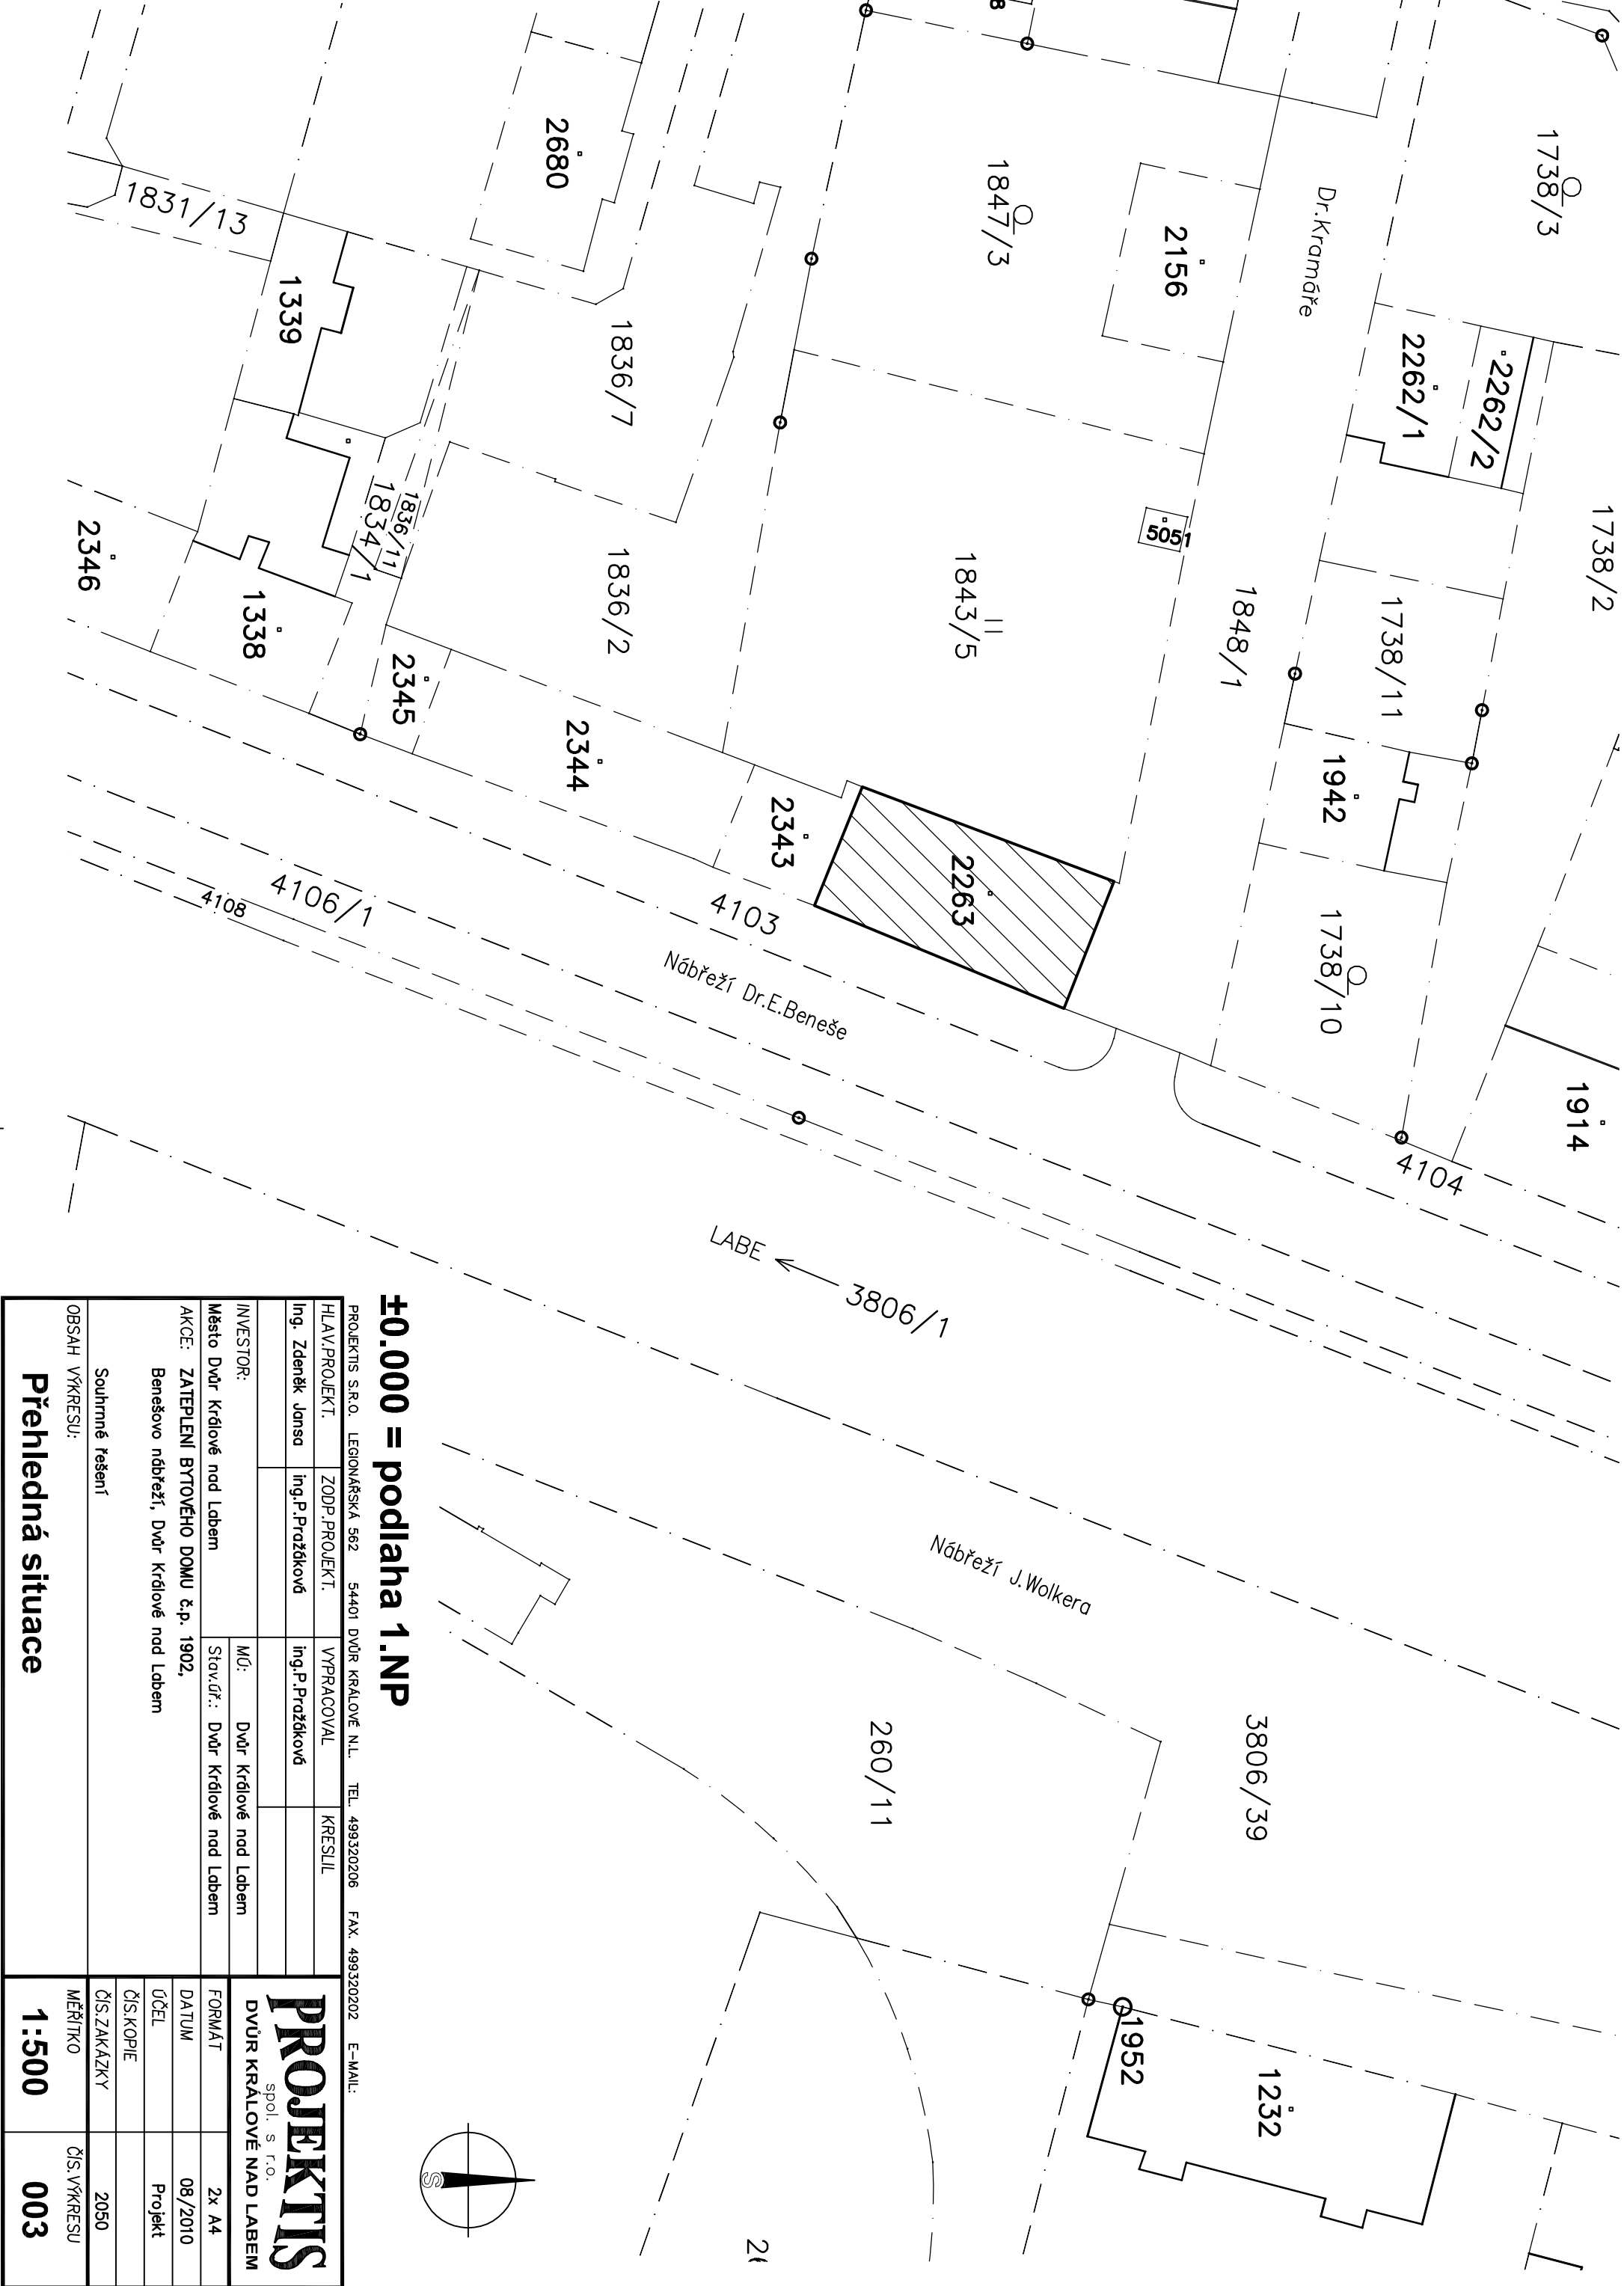 1738/3
Dr.Kramáře
1847/3
2156
2680
1831/13
1339
1836/7
2262/1
2262/2
1738/2
5051
1843/5
1848/1
1738/11
1836/11
1834/1
1836/2
2346
1338
2345
2344
2343
2263
1942
1738/10
1914
4103
4106/1
4108
Nábřeží Dr.E.Beneše
4104
LABE
3806/1
Nábřeží J.Wolkera
260/11
3806/39
1952
1232
S
±0.000 = podlaha 1.NP
PROJEKTIS S.R.O. LEGIONÁŘSKÁ 562 54401 DVŮR KRÁLOVÉ N.L. TEL. 499320206 FAX. 499320202 E-MAIL:
HLAV.PROJEKT. ZODP.PROJEKT. VYPRACOVAL KRESLIL
Ing. Zdeněk Jansa ing.P.Pražáková ing.P.Pražáková
INVESTOR: MÚ: Dvůr Králové nad Labem
Město Dvůr Králové nad Labem Stav.úř.: Dvůr Králové nad Labem
AKCE: ZATEPLENÍ BYTOVÉHO DOMU č.p. 1902,
Benešovo nábřeží, Dvůr Králové nad Labem
Souhrnné řešení
OBSAH VÝKRESU:
Přehledná situace
PROJEKTIS
spol. s r.o.
DVŮR KRÁLOVÉ NAD LABEM
FORMÁT 2x A4
DATUM 08/2010
ÚČEL Projekt
ČÍS.KOPIE
ČÍS.ZAKÁZKY 2050
MĚŘÍTKO ČÍS.VÝKRESU
1:500 003